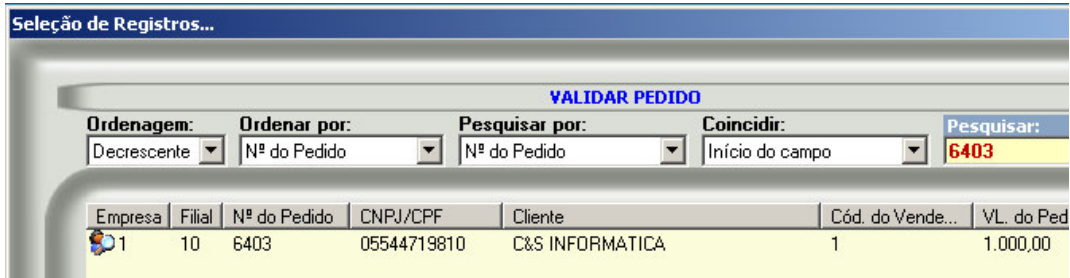 Seleção de Registros...
VALIDAR PEDIDO
Ordenagem: Ordenar por: Pesquisar por: Coincidir: Pesquisar:
Decrescente Nº do Pedido Nº do Pedido Início do campo 6403
Empresa Filial Nº do Pedido CNPJ/CPF Cliente Cód. do Vende... VL. do Ped
1 10 6403 05544719810 C&S INFORMATICA 1 1.000,00